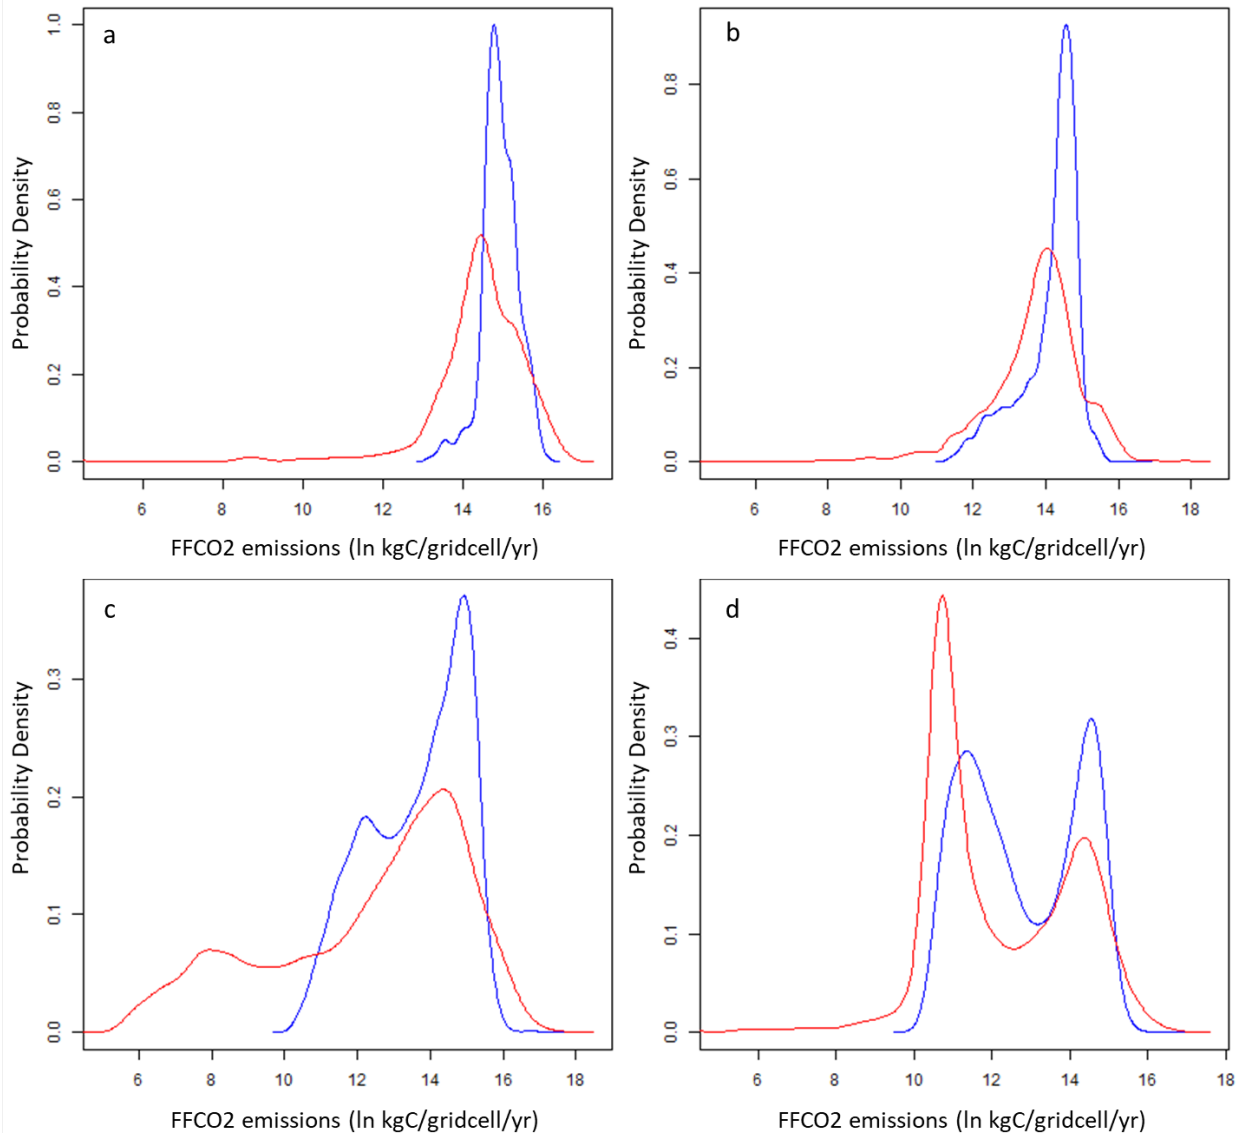 a
Probability Density
1.0
0.8
0.6
0.4
0.2
0.0
6 8 10 12 14 16
FFCO2 emissions (ln kgC/gridcell/yr)
b
Probability Density
0.8
0.6
0.4
0.2
0.0
6 8 10 12 14 16 18
FFCO2 emissions (ln kgC/gridcell/yr)
c
Probability Density
0.3
0.2
0.1
0.0
6 8 10 12 14 16 18
FFCO2 emissions (ln kgC/gridcell/yr)
d
Probability Density
0.4
0.3
0.2
0.1
0.0
6 8 10 12 14 16 18
FFCO2 emissions (ln kgC/gridcell/yr)